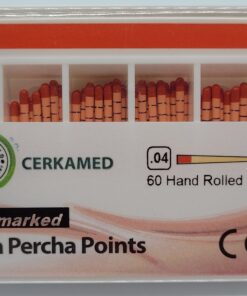 CERKAMED
.04
60 Hand Rolled
marked
Percha Points